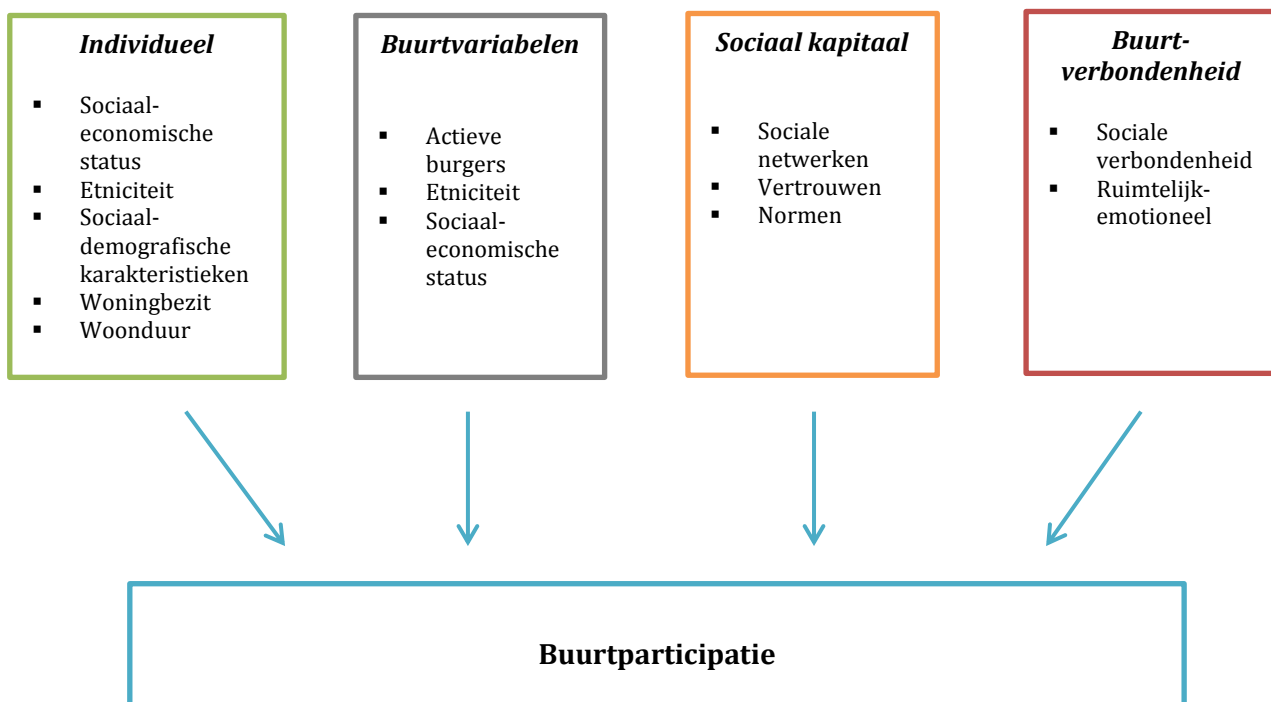 Individueel
Sociaal-
economische
status
Etniciteit
Sociaal-
demografische
karakteristieken
Woningbezit
Woonduur
Buurtvariabelen
Actieve
burgers
Etniciteit
Sociaal-
economische
status
Sociaal kapitaal
Sociale
netwerken
Vertrouwen
Normen
Buurt-
verbondenheid
Sociale
verbondenheid
Ruimtelijk-
emotioneel
Buurtparticipatie